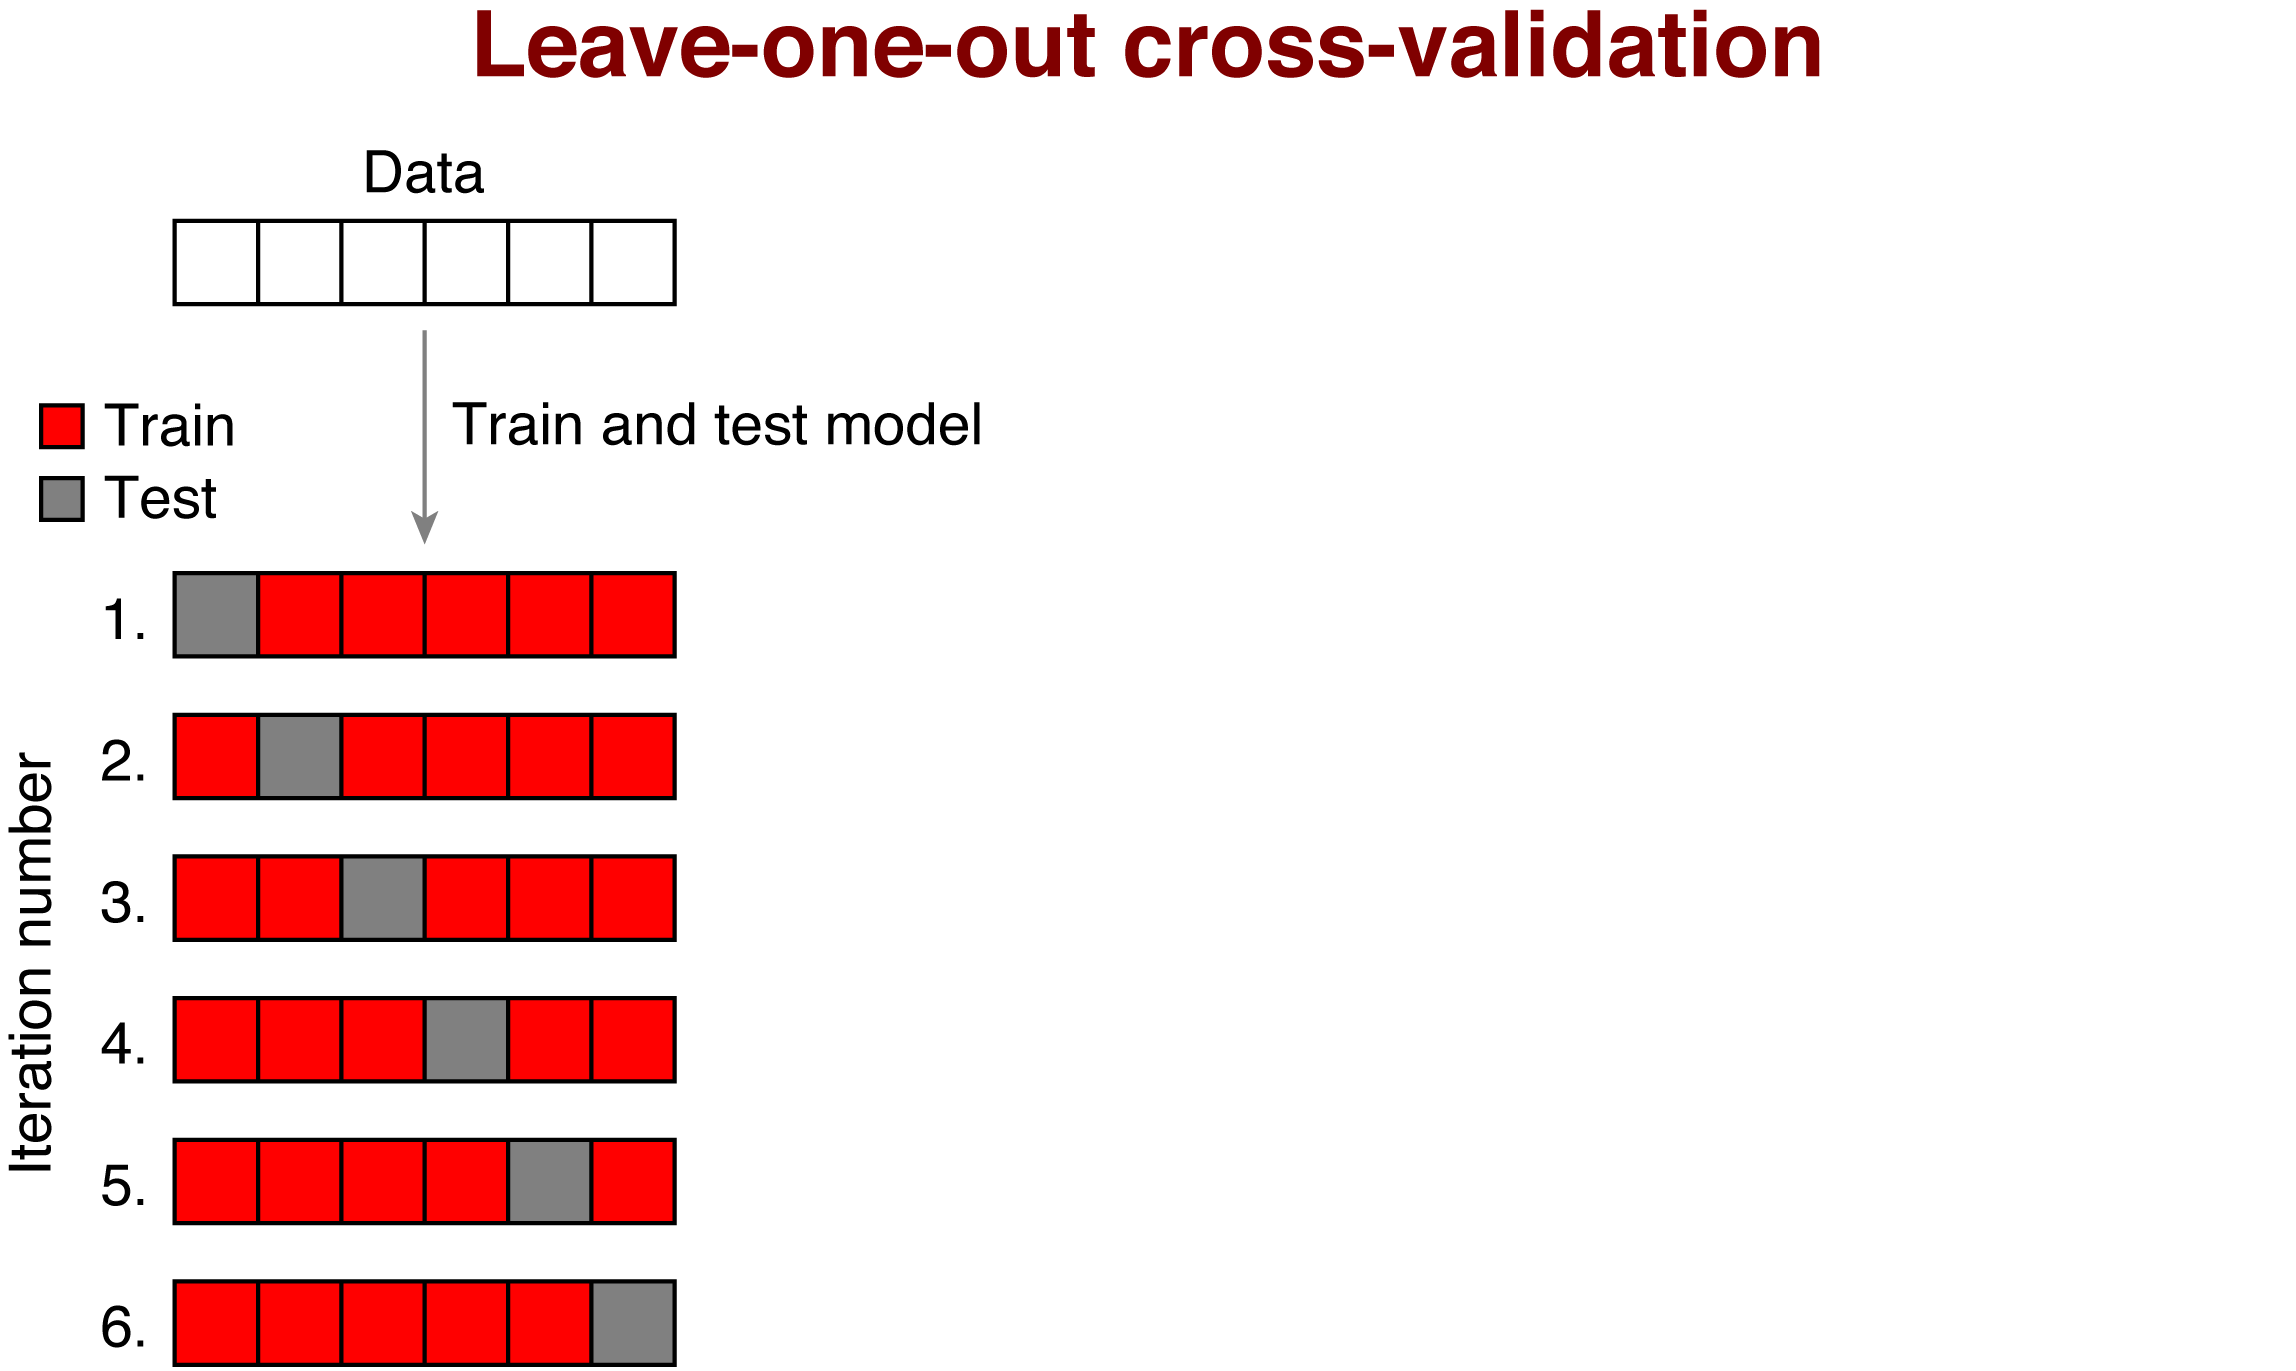 Leave-one-out cross-validation
Data
Train
Train and test model
Test
Iteration number
1.
2.
3.
4.
5.
6.